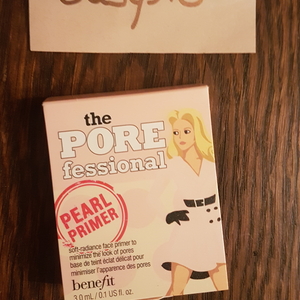 the
PORE
fessional
PEARL
PRIMER
soft-radiance face primer to
minimize the look of pores
base de teint éclat délicat pour
minimiser l'apparence des pores
benefit
3.0 mL / 0.1 US fl. oz.